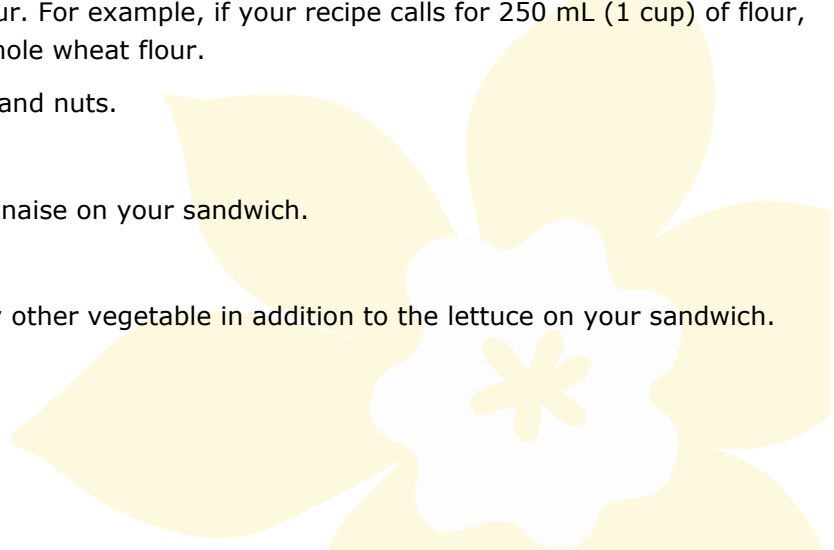 ur. For example, if your recipe calls for 250 mL (1 cup) of flour,
hole wheat flour.
and nuts.
naise on your sandwich.
other vegetable in addition to the lettuce on your sandwich.